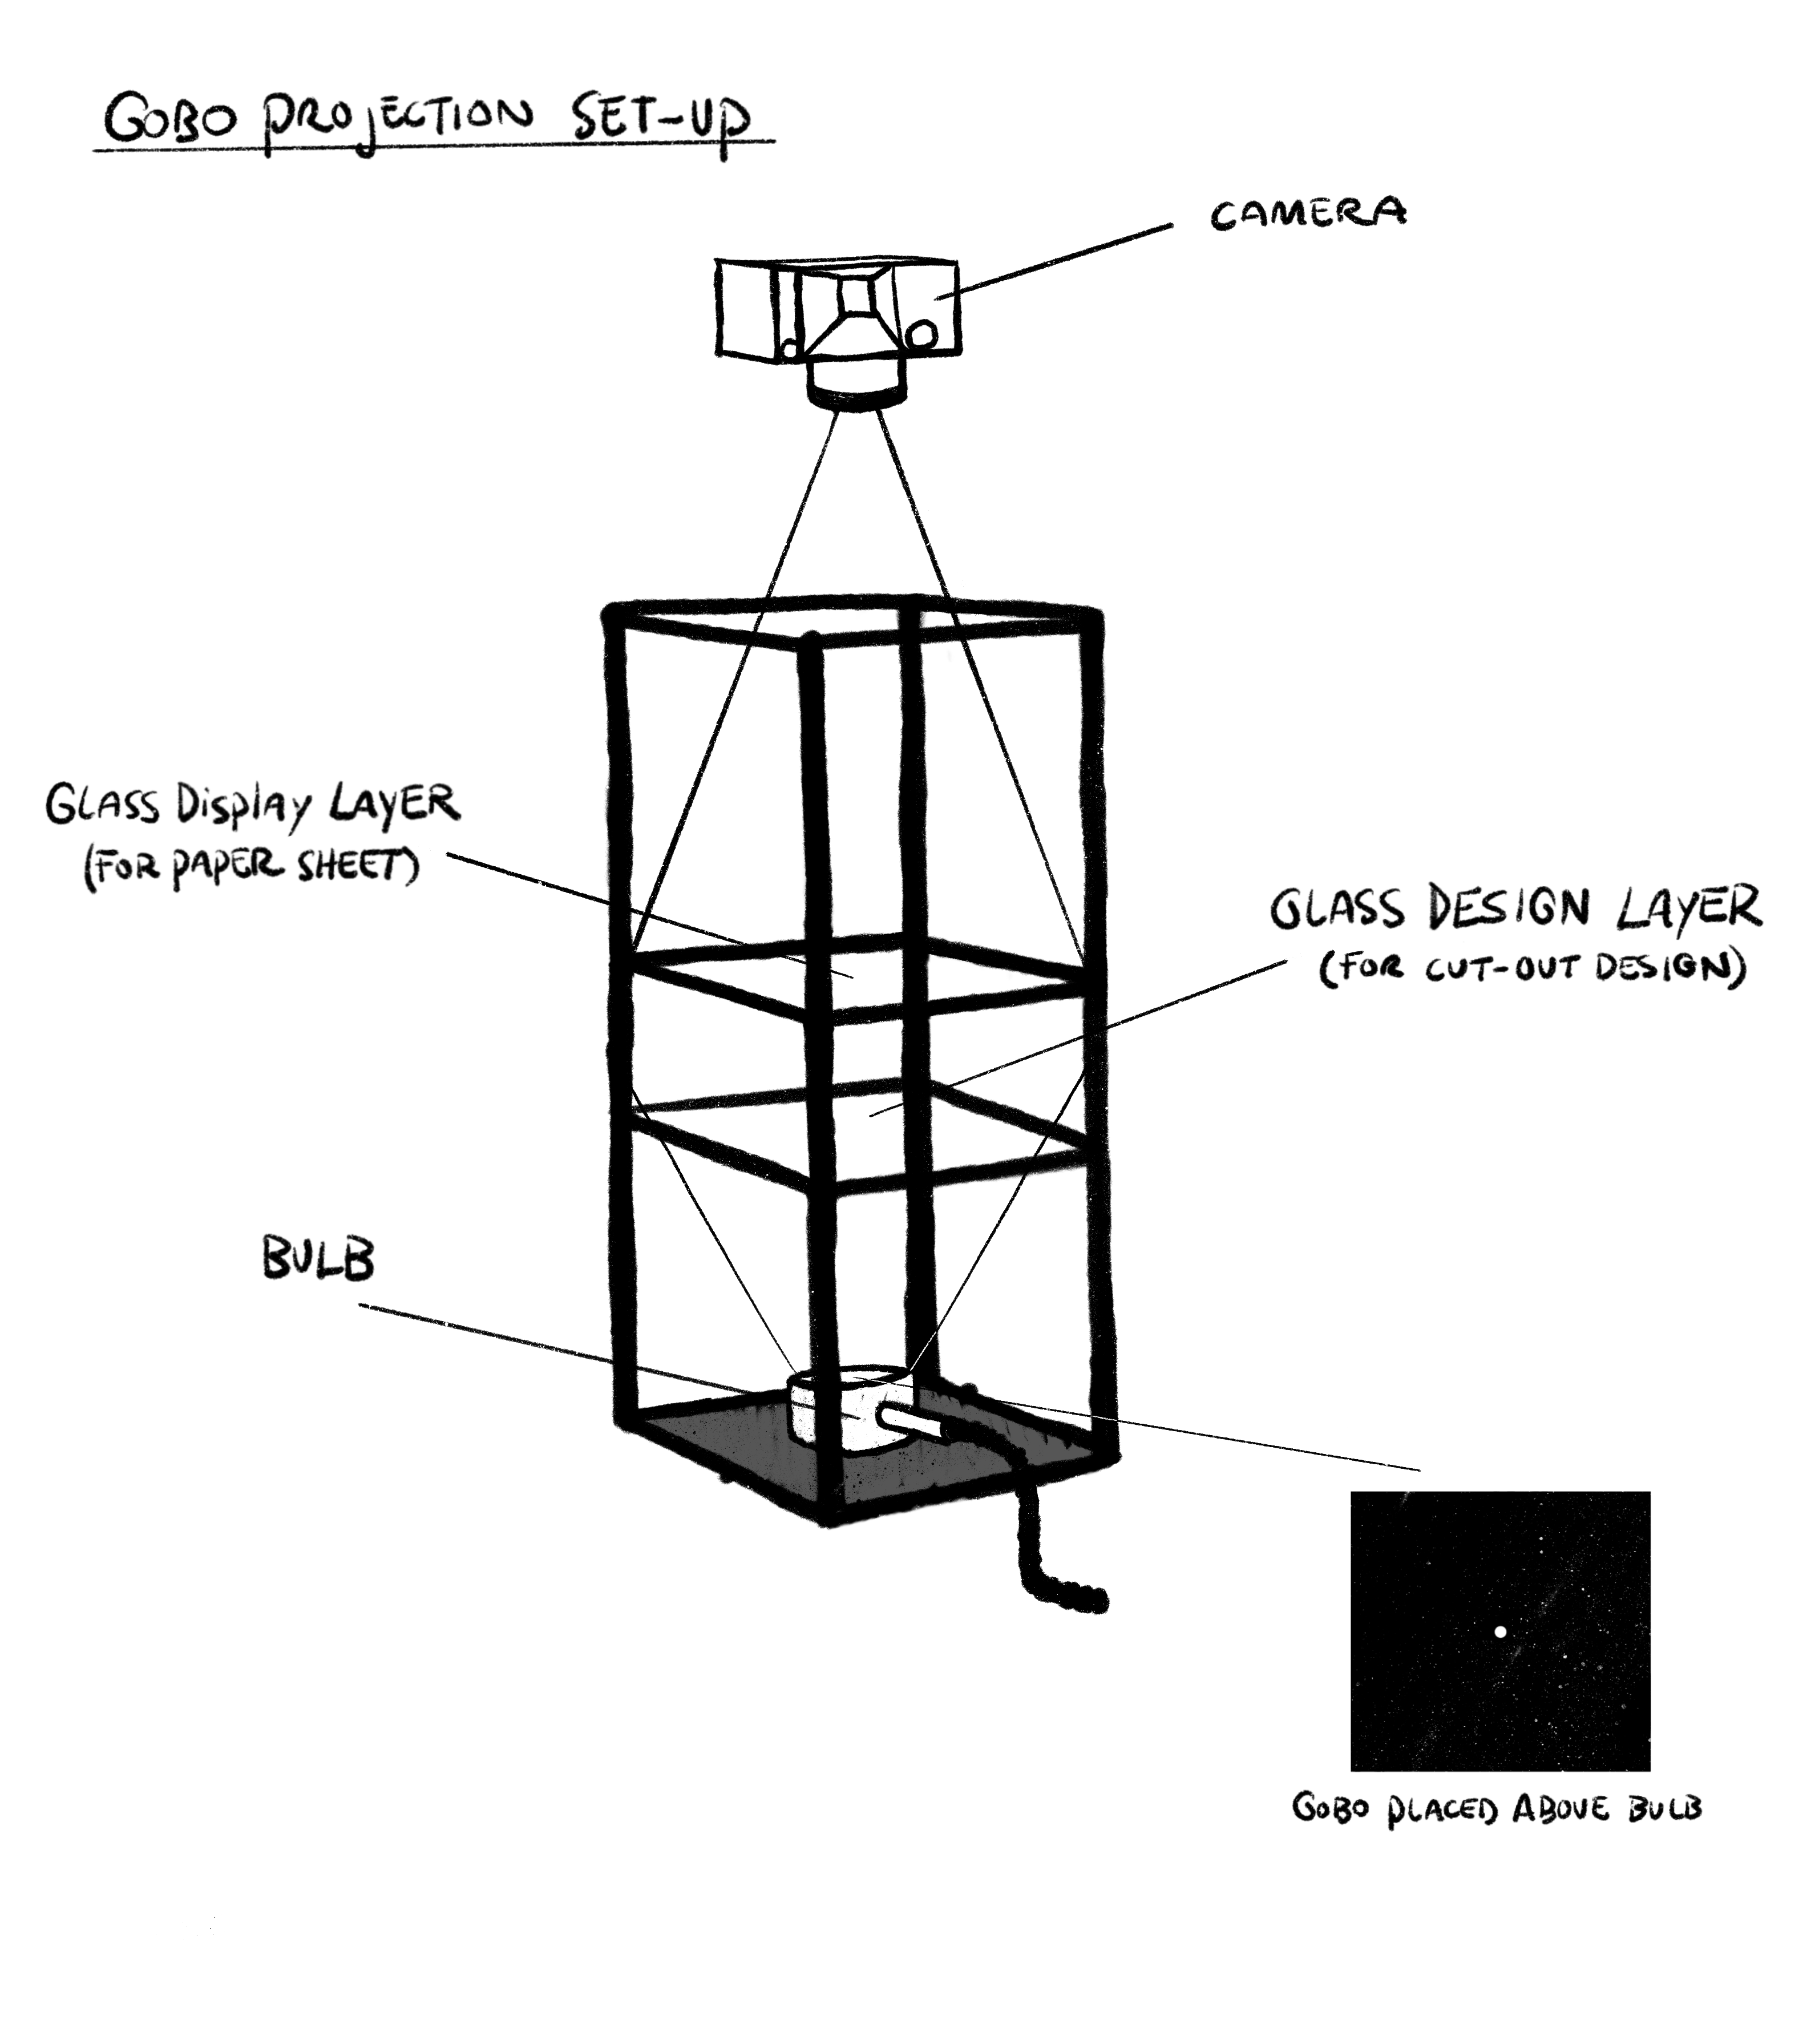 GOBO PROJECTION SET-UP
CAMERA
GLASS Display LAYER
(FOR PAPER SHEET)
GLASS DESIGN LAYER
(FOR CUT-OUT DESIGN)
BULB
GOBO PLACED ABOVE BULB